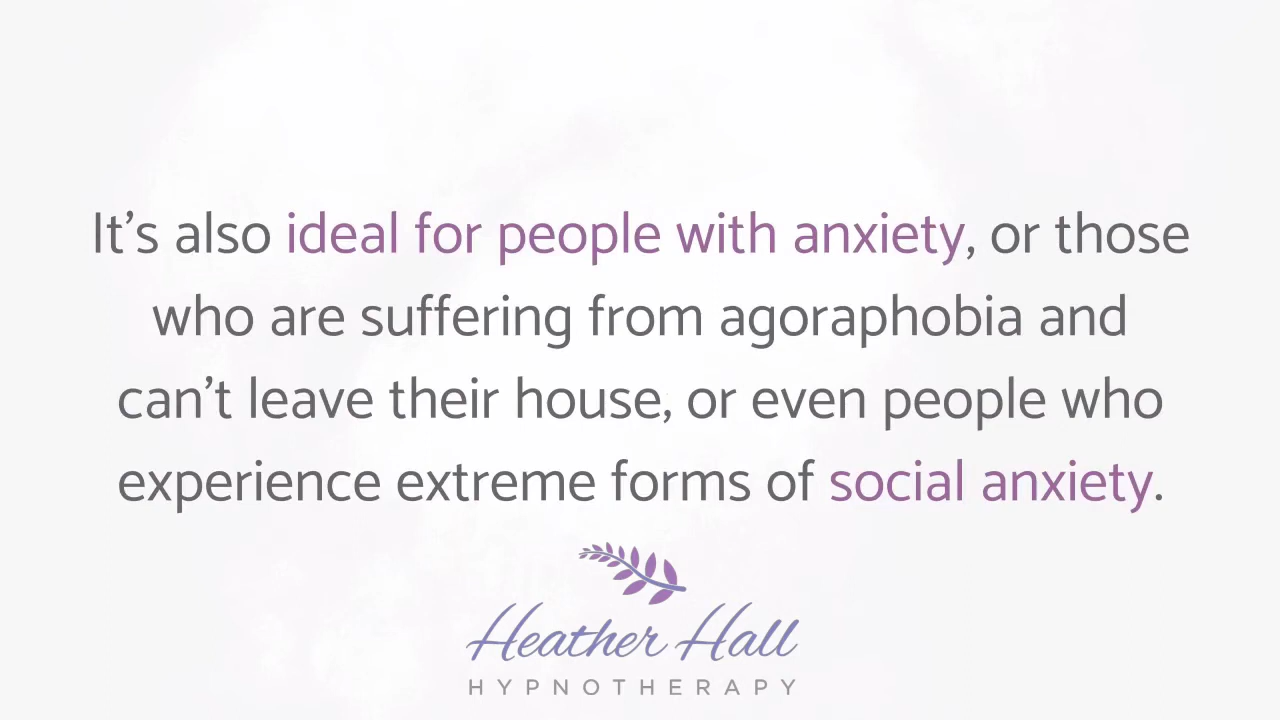 It’s also ideal for people with anxiety, or those
who are suffering from agoraphobia and
can’t leave their house, or even people who
experience extreme forms of social anxiety.
Heather Hall
HYPNOTHERAPY